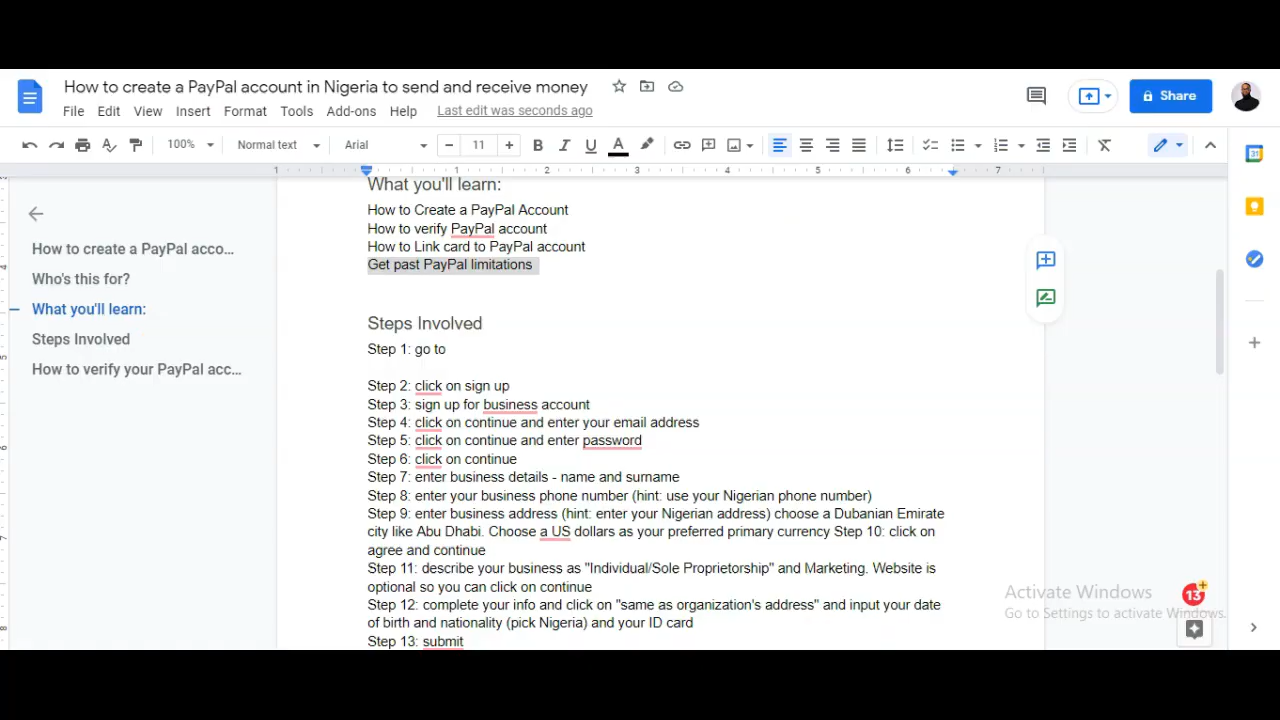 How to create a PayPal account in Nigeria to send and receive money
File Edit View Insert Format Tools Add-ons Help Last edit was seconds ago
Share
100% Normal text Arial 11
1 1 2 3 4 5 6 7
What you'll learn:
How to Create a PayPal Account
How to verify PayPal account
How to Link card to PayPal account
Get past PayPal limitations
How to create a PayPal acco...
Who's this for?
What you'll learn:
Steps Involved
How to verify your PayPal acc...
Steps Involved
Step 1: go to
Step 2: click on sign up
Step 3: sign up for business account
Step 4: click on continue and enter your email address
Step 5: click on continue and enter password
Step 6: click on continue
Step 7: enter business details - name and surname
Step 8: enter your business phone number (hint: use your Nigerian phone number)
Step 9: enter business address (hint: enter your Nigerian address) choose a Dubanian Emirate
city like Abu Dhabi. Choose a US dollars as your preferred primary currency Step 10: click on
agree and continue
Step 11: describe your business as "Individual/Sole Proprietorship" and Marketing. Website is
optional so you can click on continue
Step 12: complete your info and click on "same as organization's address" and input your date
of birth and nationality (pick Nigeria) and your ID card
Step 13: submit
Activate Windows
Go to Settings to activate Windows.
13
31